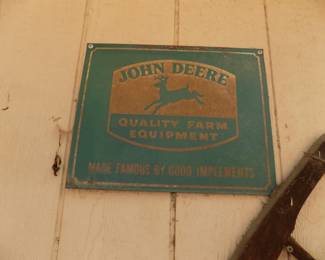 JOHN DEERE
QUALITY FARM
EQUIPMENT
MADE FAMOUS BY GOOD IMPLEMENTS